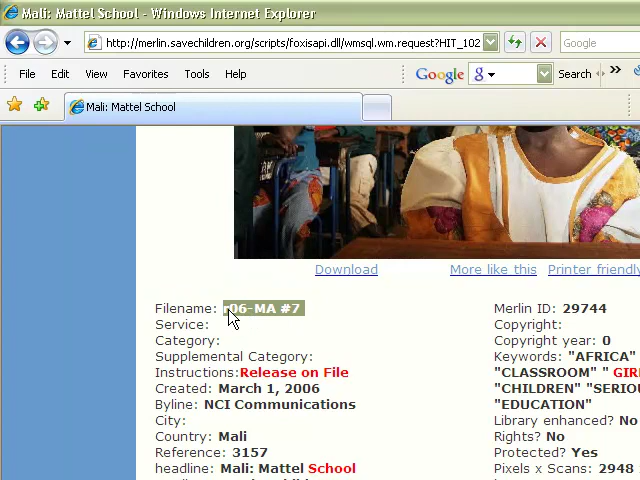 Mali: Mattel School - Windows Internet Explorer
http://merlin.savechildren.org/scripts/foxisapi.dll/wmsql.wm.request?HIT_102
Google
File Edit View Favorites Tools Help
Google g Search »
Mali: Mattel School
Download More like this Printer friendly
Filename: r06-MA #7
Service:
Category:
Supplemental Category:
Instructions:Release on File
Created: March 1, 2006
Byline: NCI Communications
City:
Country: Mali
Reference: 3157
headline: Mali: Mattel School
Merlin ID: 29744
Copyright:
Copyright year: 0
Keywords: "AFRICA"
"CLASSROOM" " GIRL
"CHILDREN" "SERIOU
"EDUCATION"
Library enhanced? No
Rights? No
Protected? Yes
Pixels x Scans: 2948